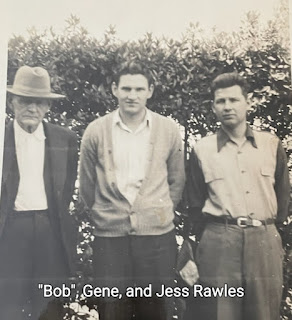 "Bob", Gene, and Jess Rawles